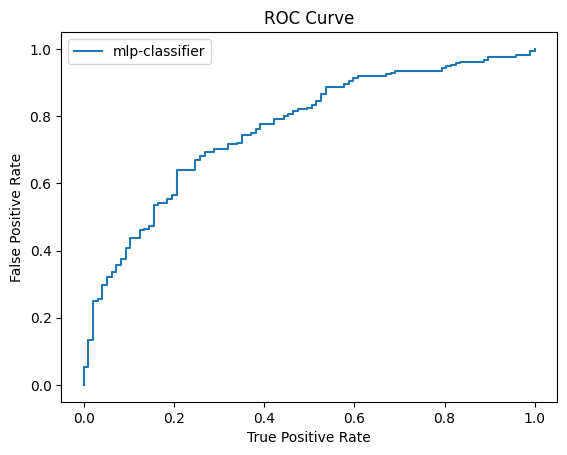 ROC Curve
mlp-classifier
1.0
0.8
0.6
0.4
0.2
0.0
False Positive Rate
0.0 0.2 0.4 0.6 0.8 1.0
True Positive Rate